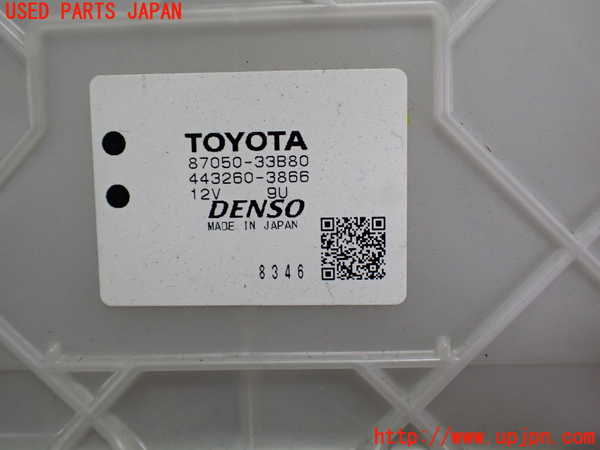 USED PARTS JAPAN
TOYOTA
87050-33B80
443260-3866
12V 9U
DENSO
MADE IN JAPAN
8346
http://www.upjpn.com/